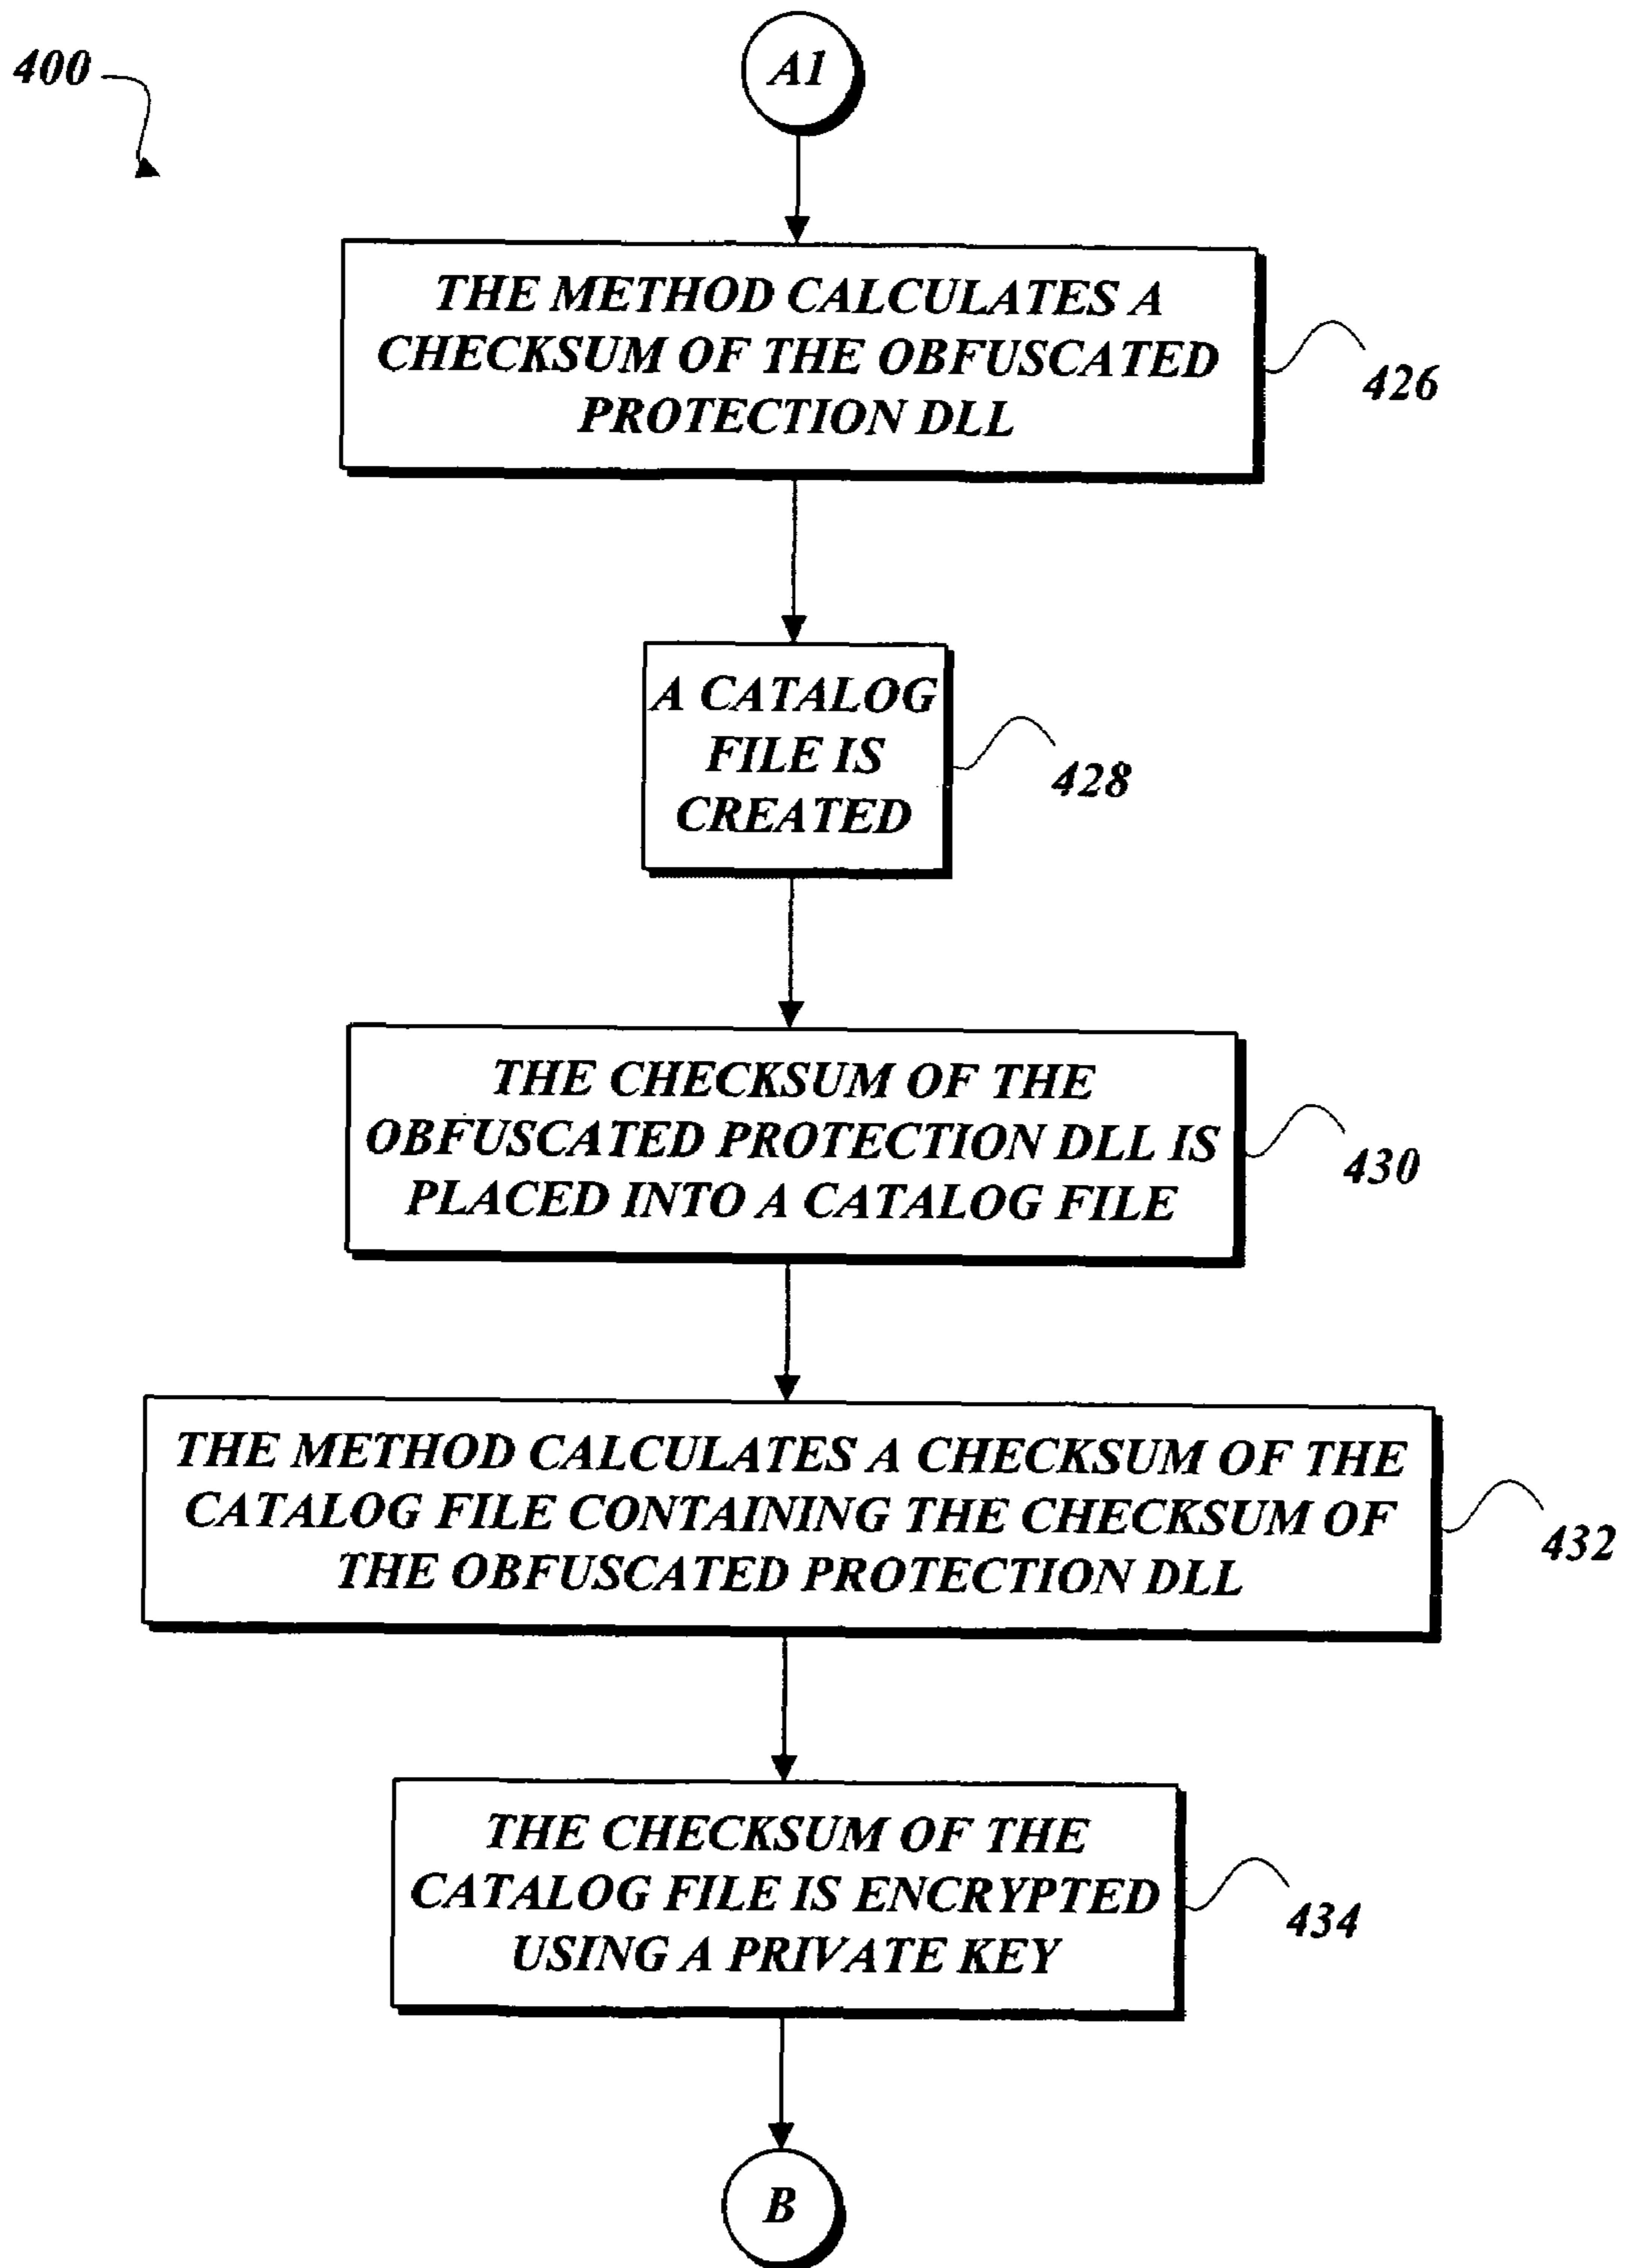 400
A1
THE METHOD CALCULATES A
CHECKSUM OF THE OBFUSCATED
PROTECTION DLL
426
A CATALOG
FILE IS
CREATED
428
THE CHECKSUM OF THE
OBFUSCATED PROTECTION DLL IS
PLACED INTO A CATALOG FILE
430
THE METHOD CALCULATES A CHECKSUM OF THE
CATALOG FILE CONTAINING THE CHECKSUM OF
THE OBFUSCATED PROTECTION DLL
432
THE CHECKSUM OF THE
CATALOG FILE IS ENCRYPTED
USING A PRIVATE KEY
434
B